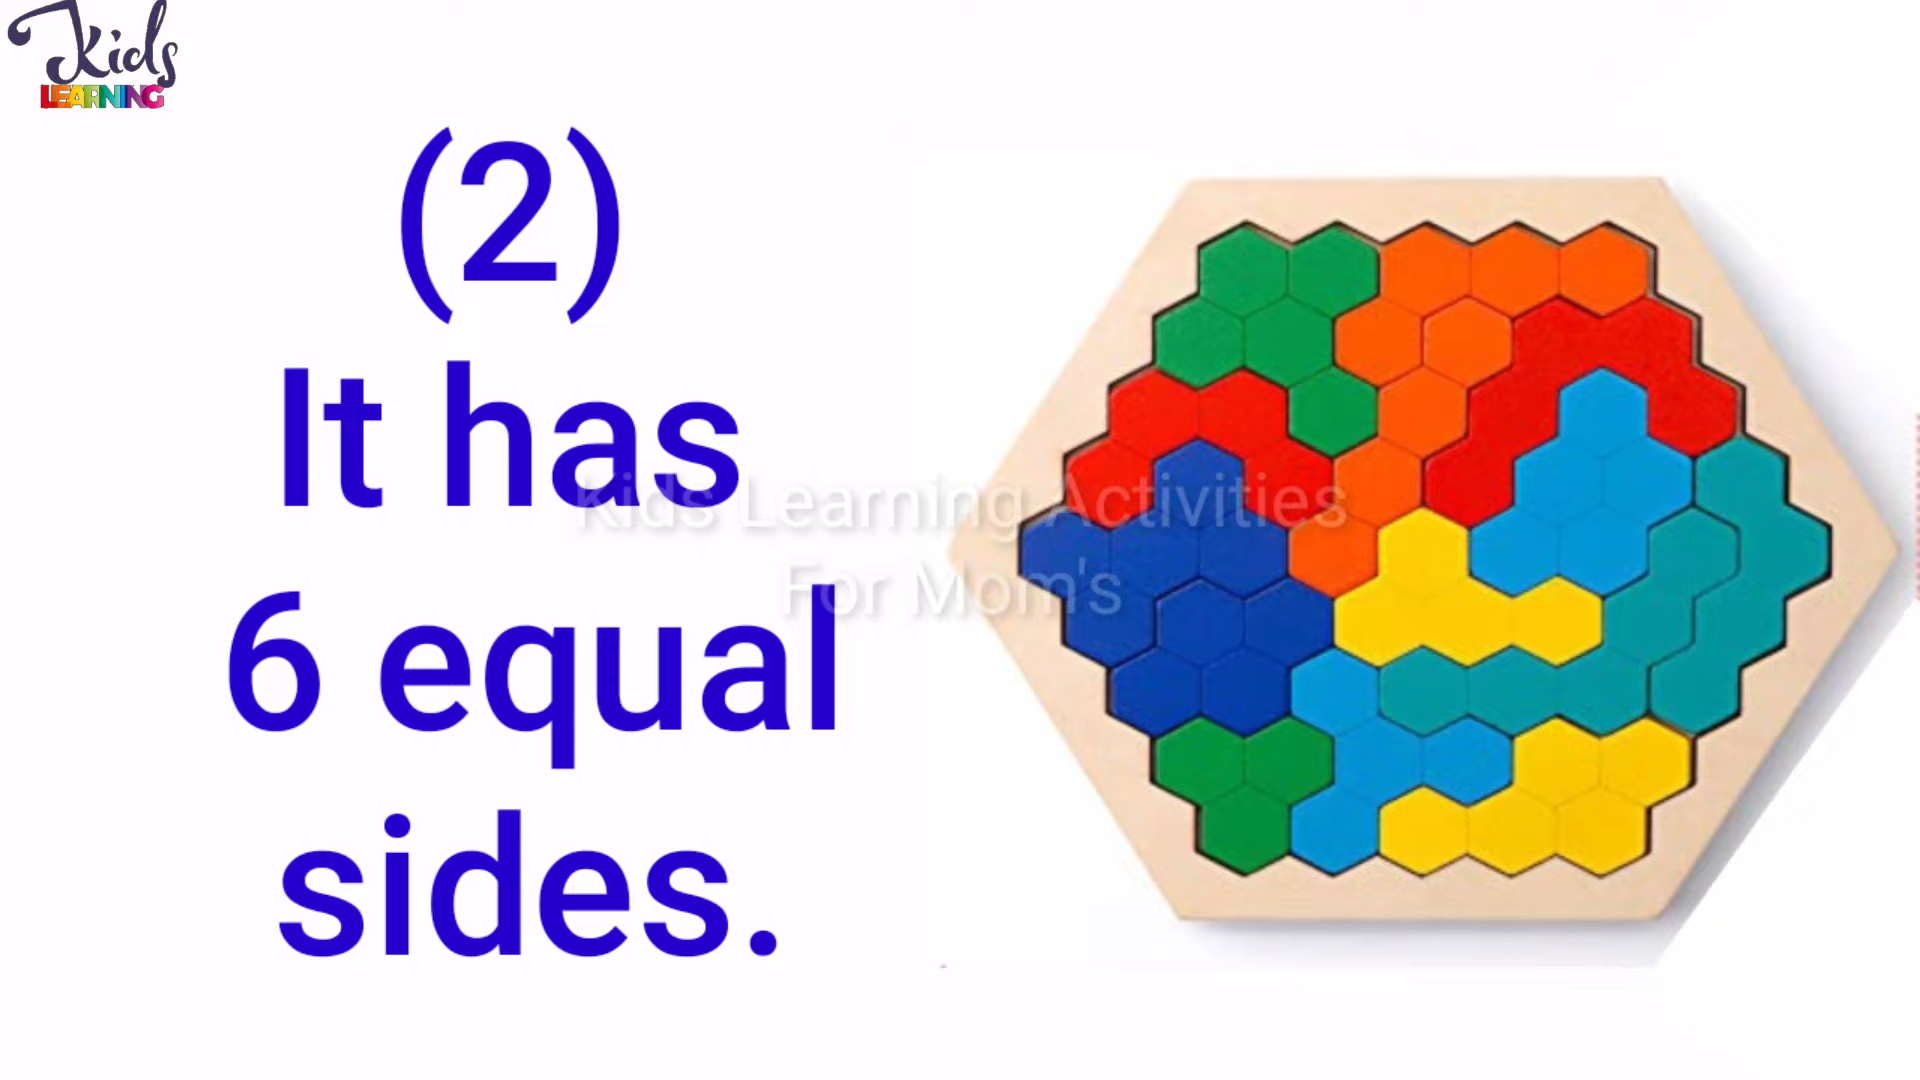 Kids
LEARNING
(2)
It has
6 equal
sides.
Kids Learning Activities
For Mom's